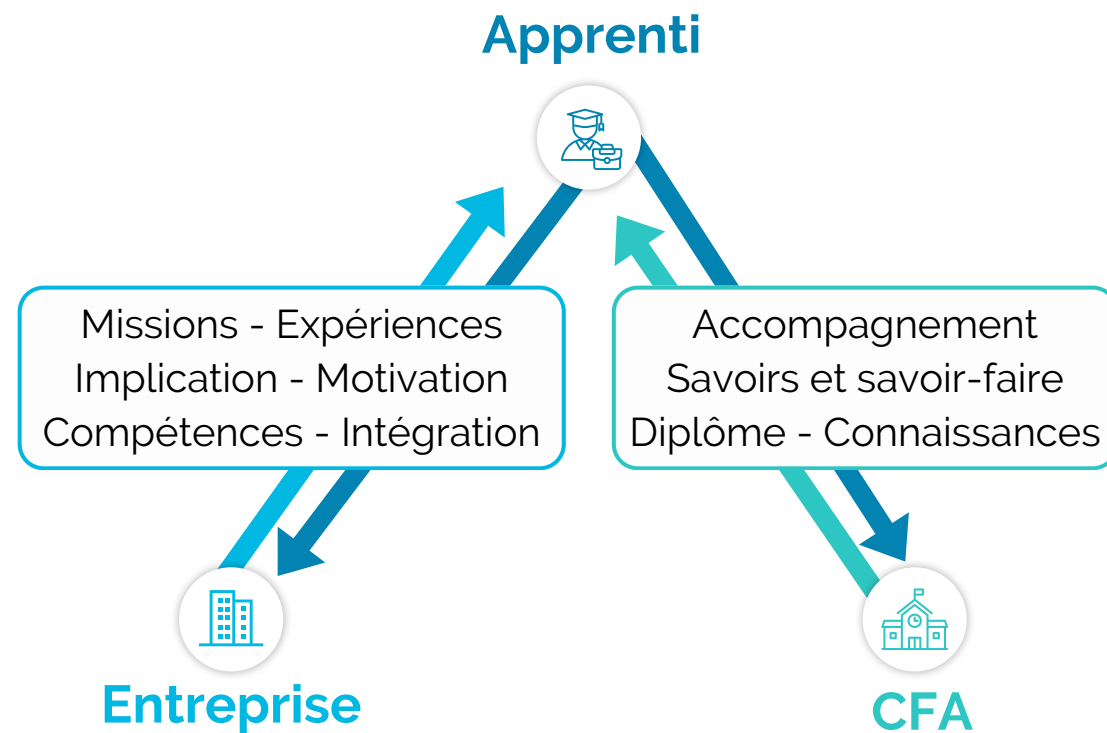 Apprenti
Missions - Expériences
Implication - Motivation
Compétences - Intégration
Accompagnement
Savoirs et savoir-faire
Diplôme - Connaissances
Entreprise
CFA